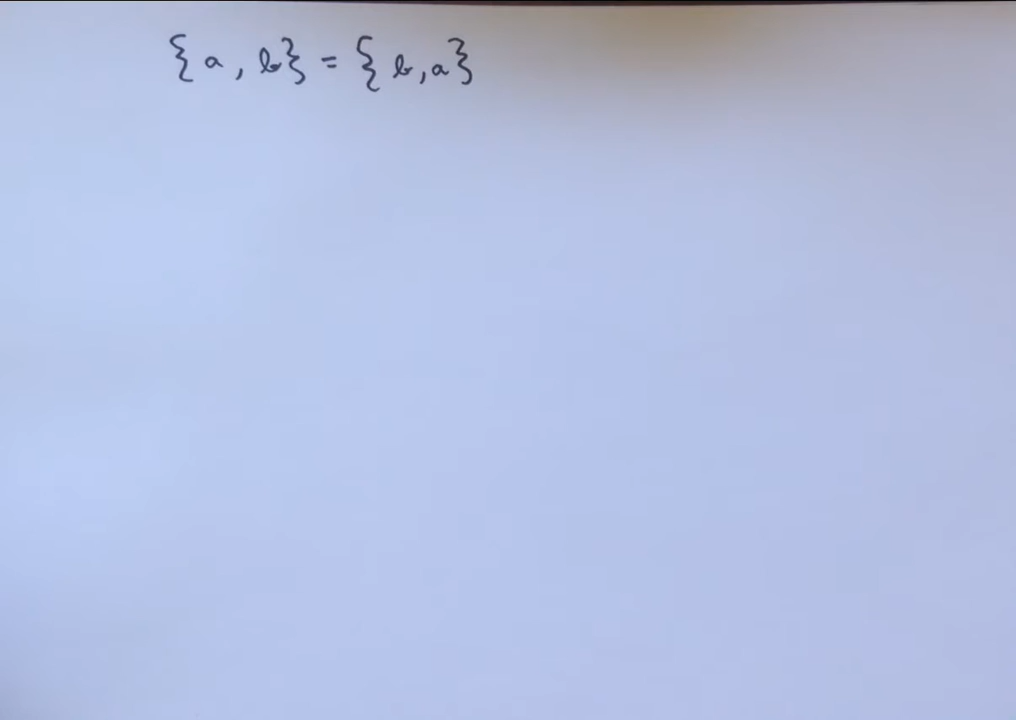 {a, b} = {b, a}